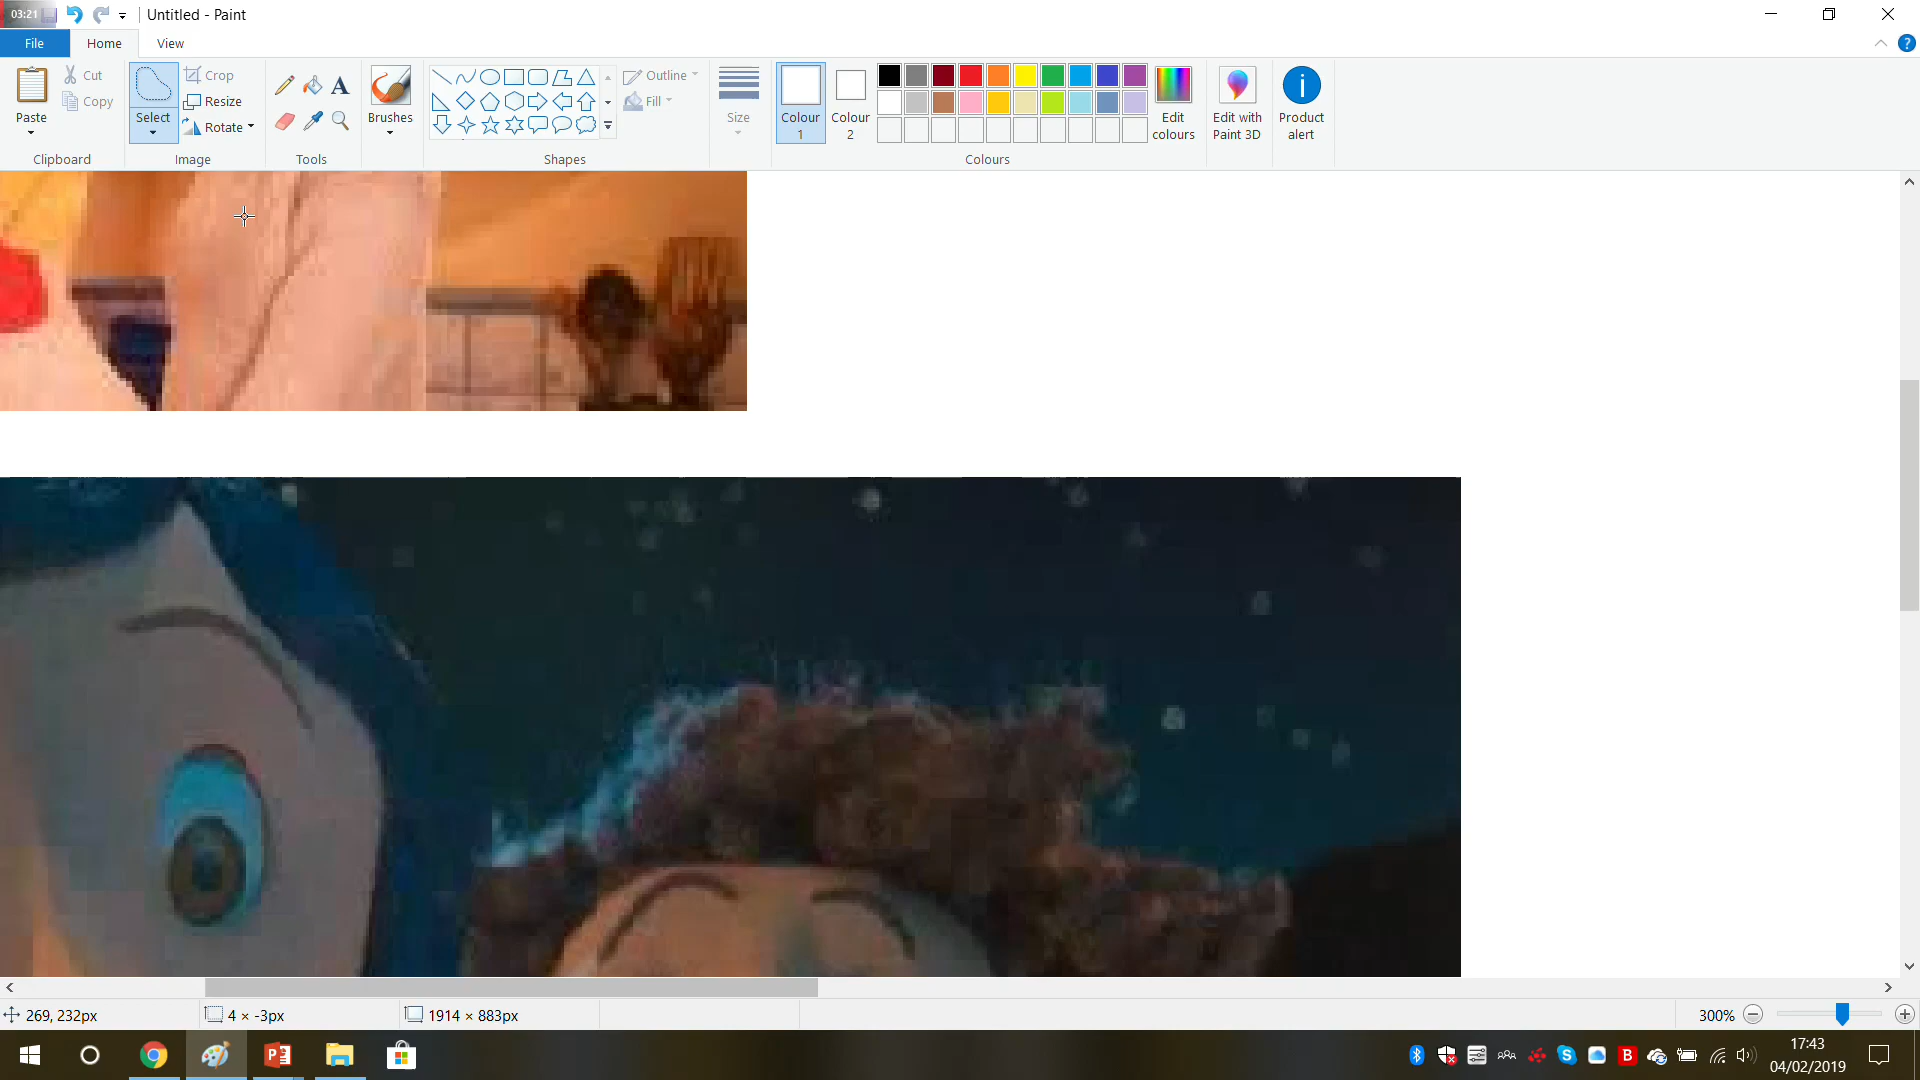 03:21
Untitled - Paint
File
Home
View
Paste
Cut
Copy
Clipboard
Select
Crop
Resize
Rotate
Image
A
Tools
Brushes
Shapes
Outline
Fill
Size
Colour 1
Colour 2
Colours
Edit colours
Edit with Paint 3D
Product alert
269, 232px
4 × -3px
1914 × 883px
300%
17:43
04/02/2019